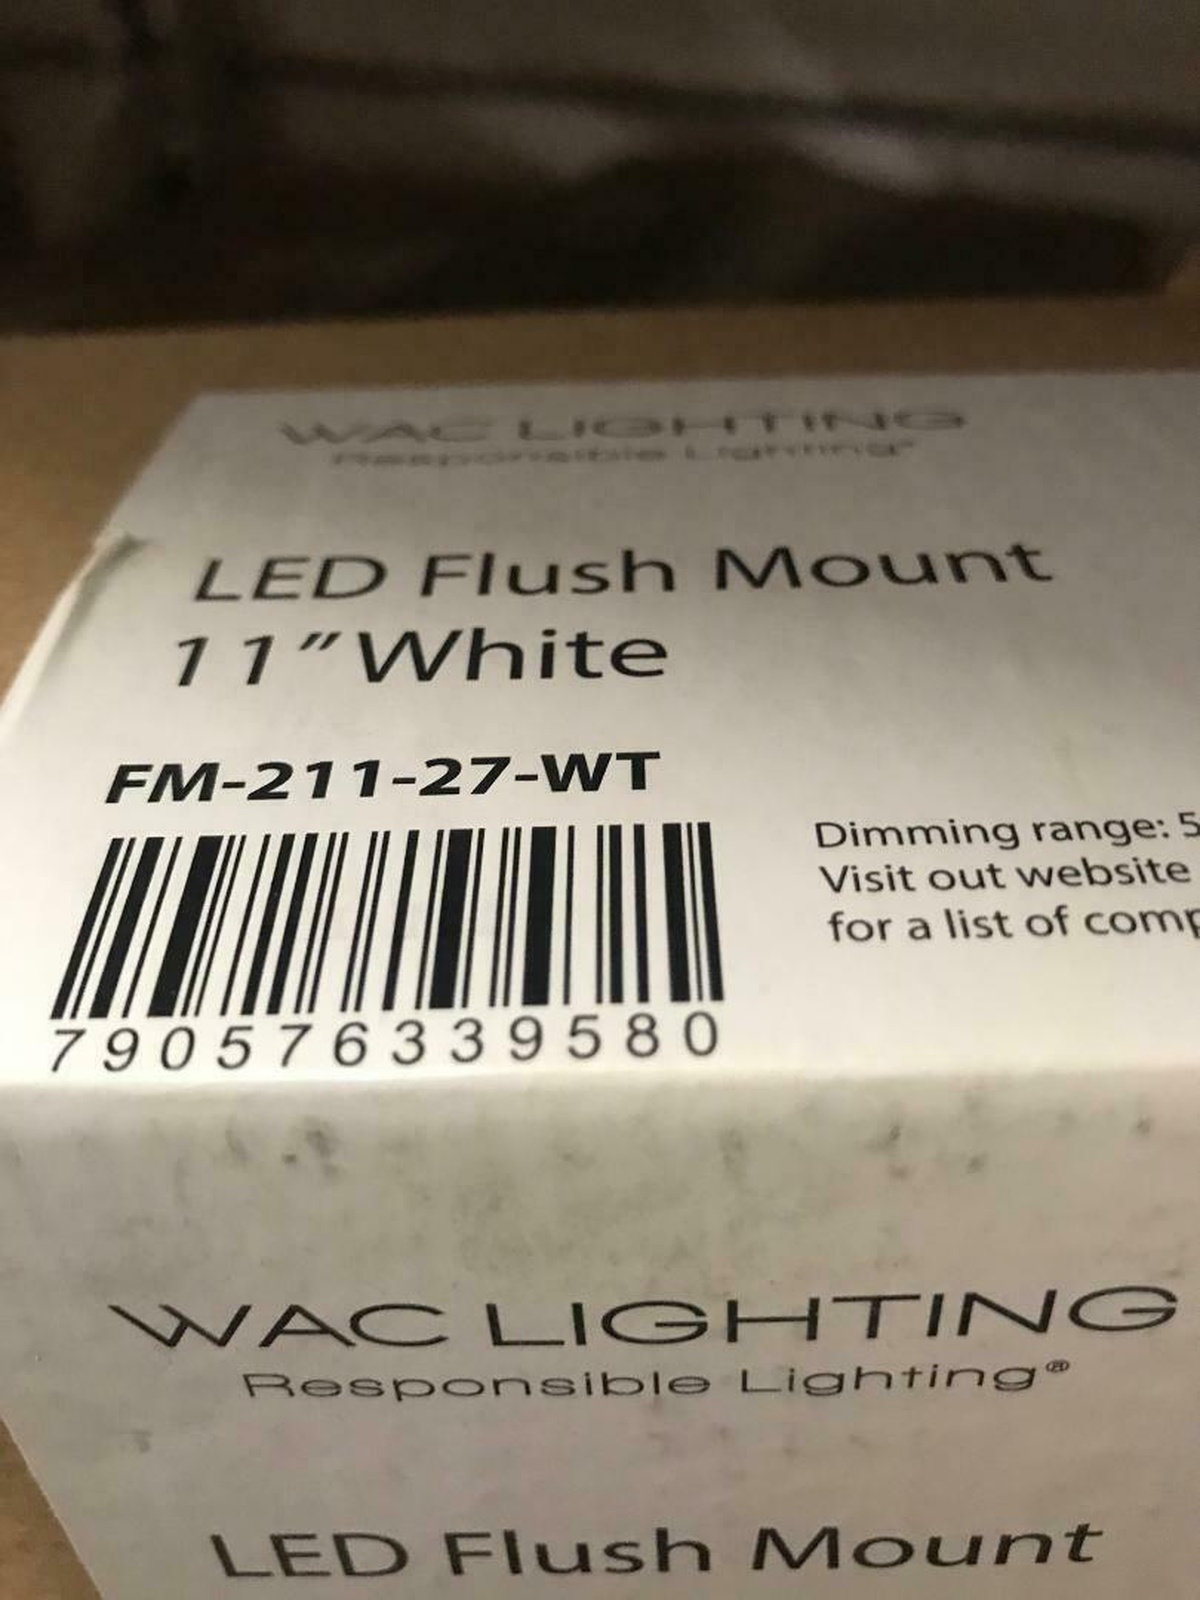 WAC LIGHTING
Responsible Lighting®
LED Flush Mount
11" White
FM-211-27-WT
790576339580
Dimming range: 5
Visit out website
for a list of comp
WAC LIGHTING
Responsible Lighting®
LED Flush Mount